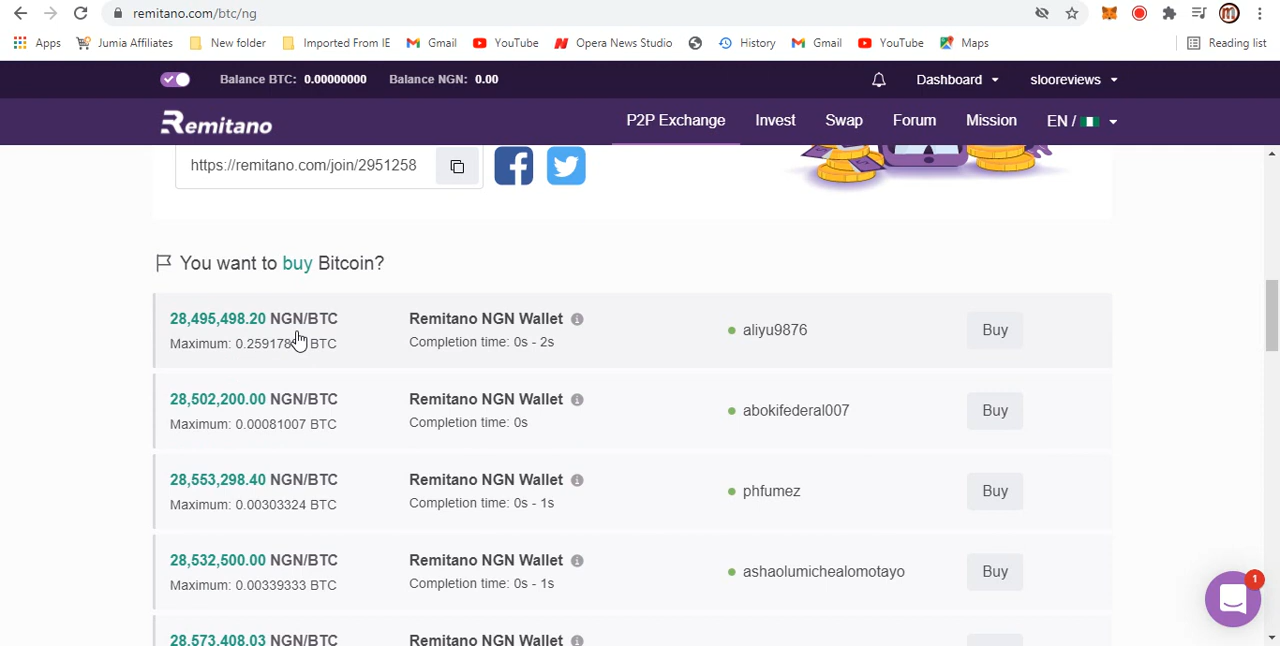 remitano.com/btc/ng
Apps Jumia Affiliates New folder Imported From IE Gmail YouTube Opera News Studio History Gmail YouTube Maps Reading list
Balance BTC: 0.00000000 Balance NGN: 0.00 Dashboard slooreviews
Remitano P2P Exchange Invest Swap Forum Mission EN /
https://remitano.com/join/2951258
You want to buy Bitcoin?
28,495,498.20 NGN/BTC Remitano NGN Wallet aliyu9876 Buy
Maximum: 0.259178 BTC Completion time: 0s - 2s
28,502,200.00 NGN/BTC Remitano NGN Wallet abokifederal007 Buy
Maximum: 0.00081007 BTC Completion time: 0s
28,553,298.40 NGN/BTC Remitano NGN Wallet phfumez Buy
Maximum: 0.00303324 BTC Completion time: 0s - 1s
28,532,500.00 NGN/BTC Remitano NGN Wallet ashaolumichealomotayo Buy
Maximum: 0.00339333 BTC Completion time: 0s - 1s
28,573,408.03 NGN/BTC Remitano NGN Wallet
1